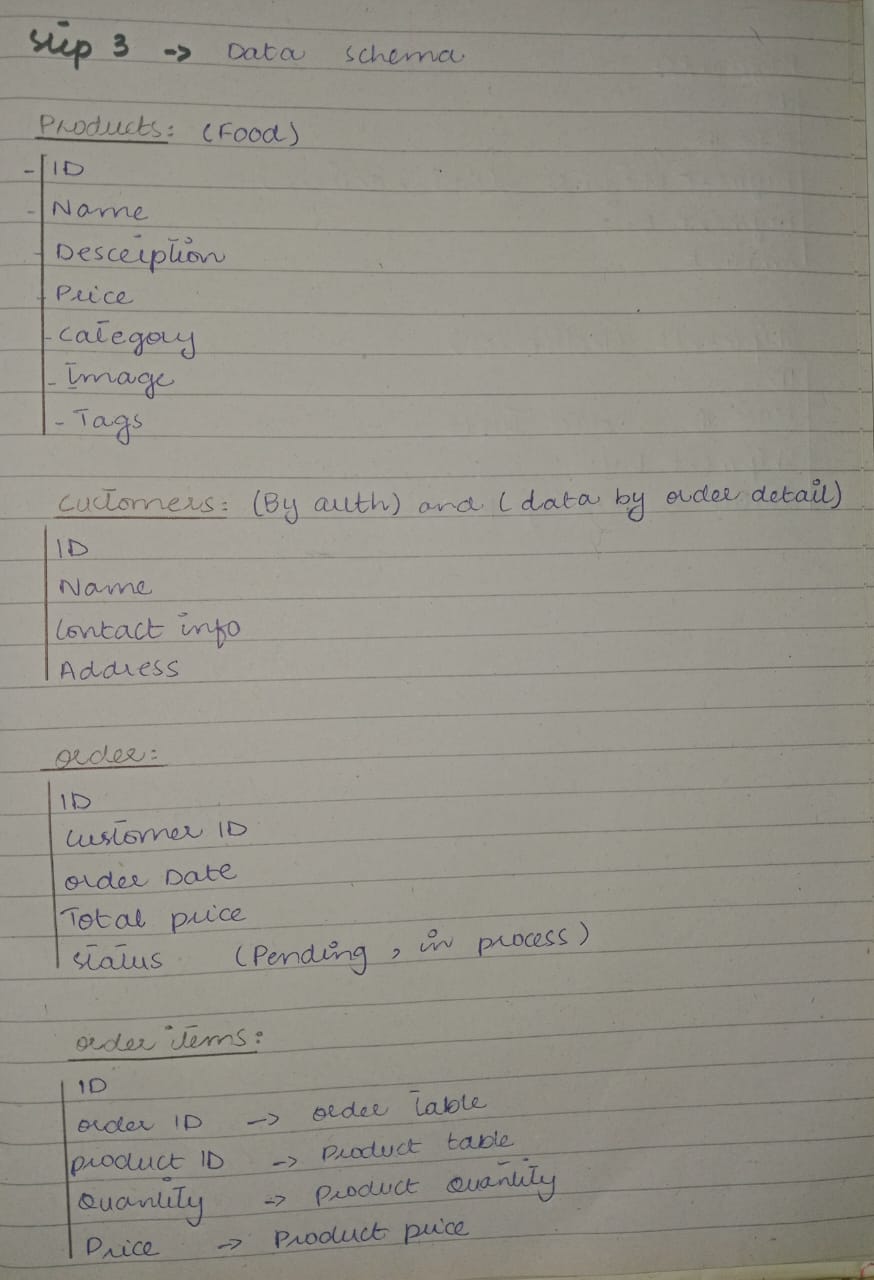 Step 3 -> Data schema
Products: (Food)
- ID
- Name
- Description
- Price
- Category
- Image
- Tags
Customers: (By auth) and (data by order detail)
ID
Name
Contact info
Address
order:
ID
Customer ID
order Date
Total price
status (Pending, in process)
order items:
ID
order ID -> order table
product ID -> Product table
Quantity -> Product Quantity
Price -> Product price